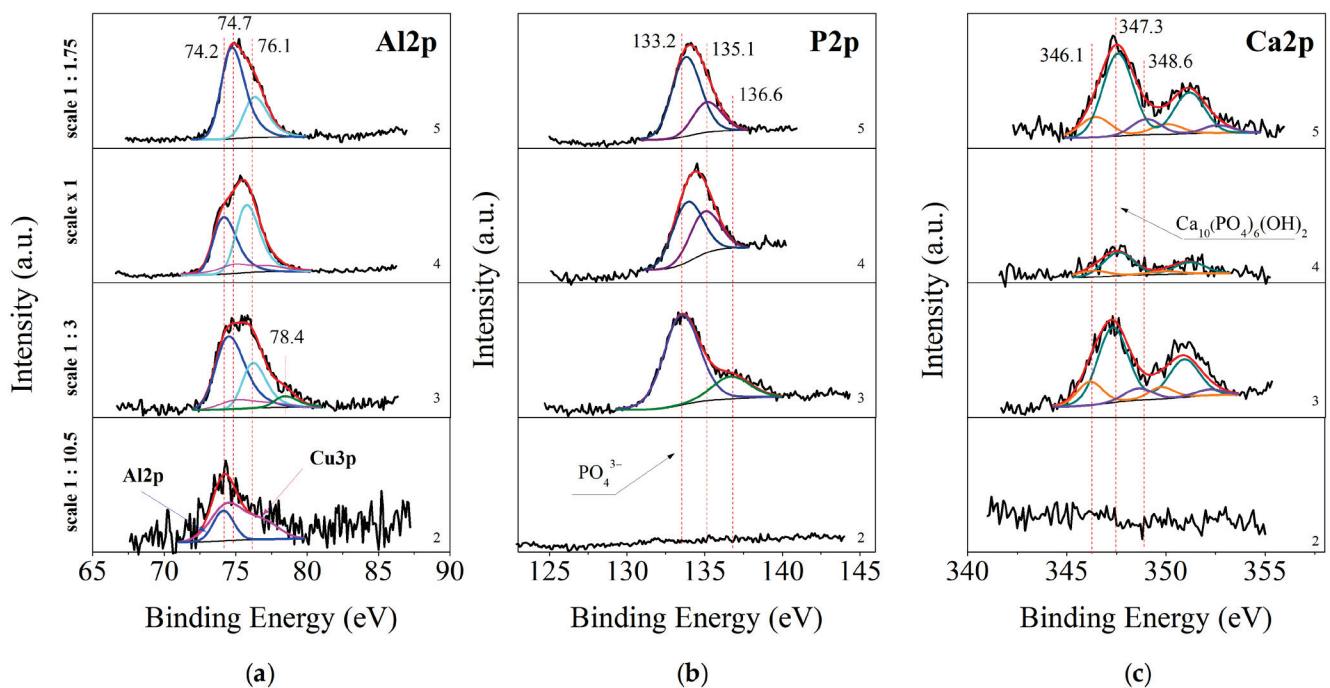 74.7
74.2
76.1
Al2p
scale 1 : 1.75
5
scale x 1
4
78.4
scale 1 : 3
3
Al2p
Cu3p
scale 1 : 10.5
2
Intensity (a.u.)
65 70 75 80 85 90
Binding Energy (eV)
(a)
133.2
135.1
P2p
136.6
5
4
3
PO₄³⁻
2
Intensity (a.u.)
125 130 135 140 145
Binding Energy (eV)
(b)
347.3
346.1
348.6
Ca2p
5
Ca₁₀(PO₄)₆(OH)₂
4
3
2
Intensity (a.u.)
340 345 350 355
Binding Energy (eV)
(c)